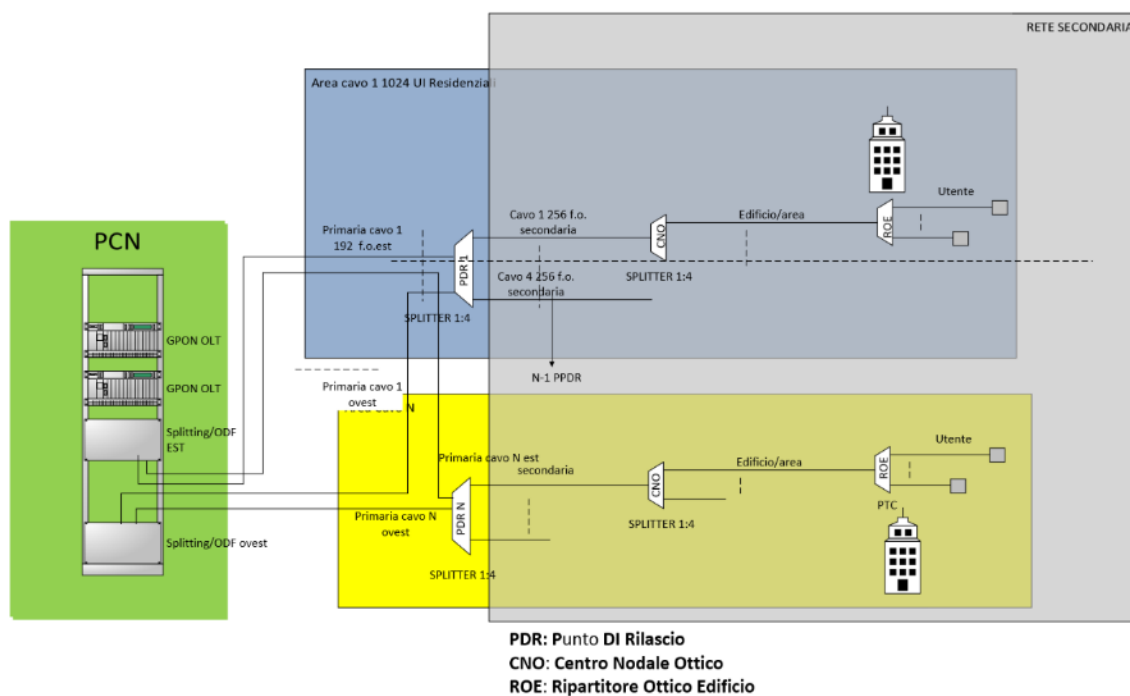 RETE SECONDARIA
Area cavo 1 1024 UI Residenziali
Utente
Cavo 1 256 f.o.
secondaria
Edificio/area
ROE
PCN
Primaria cavo 1
192 f.o.est
PDR 1
CNO
Cavo 4 256 f.o.
secondaria
SPLITTER 1:4
SPLITTER 1:4
GPON OLT
N-1 PPDR
GPON OLT
Primaria cavo 1
ovest
Area cavo N
Splitting/ODF
EST
Primaria cavo N est
secondaria
Edificio/area
Utente
CNO
ROE
PDR N
PTC
Primaria cavo N
ovest
SPLITTER 1:4
Splitting/ODF ovest
SPLITTER 1:4
PDR: Punto DI Rilascio
CNO: Centro Nodale Ottico
ROE: Ripartitore Ottico Edificio